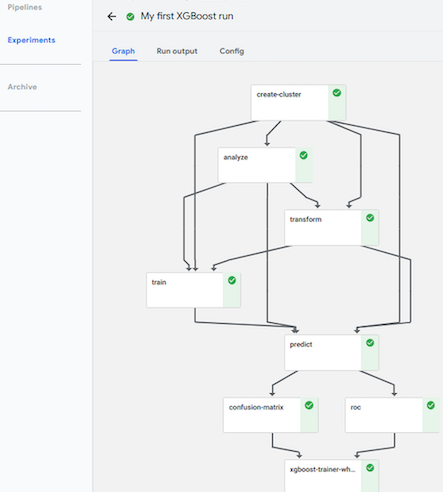 Pipelines
My first XGBoost run
Experiments
Graph
Run output
Config
Archive
create-cluster
analyze
transform
train
predict
confusion-matrix
roc
xgboost-trainer-wh...